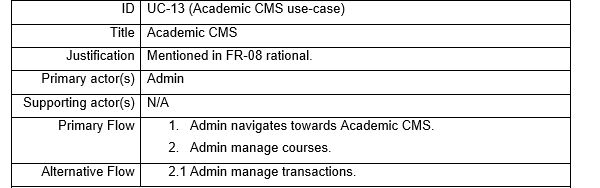 ID UC-13 (Academic CMS use-case)
Title Academic CMS
Justification Mentioned in FR-08 rational.
Primary actor(s) Admin
Supporting actor(s) N/A
Primary Flow 1. Admin navigates towards Academic CMS.
2. Admin manage courses.
Alternative Flow 2.1 Admin manage transactions.